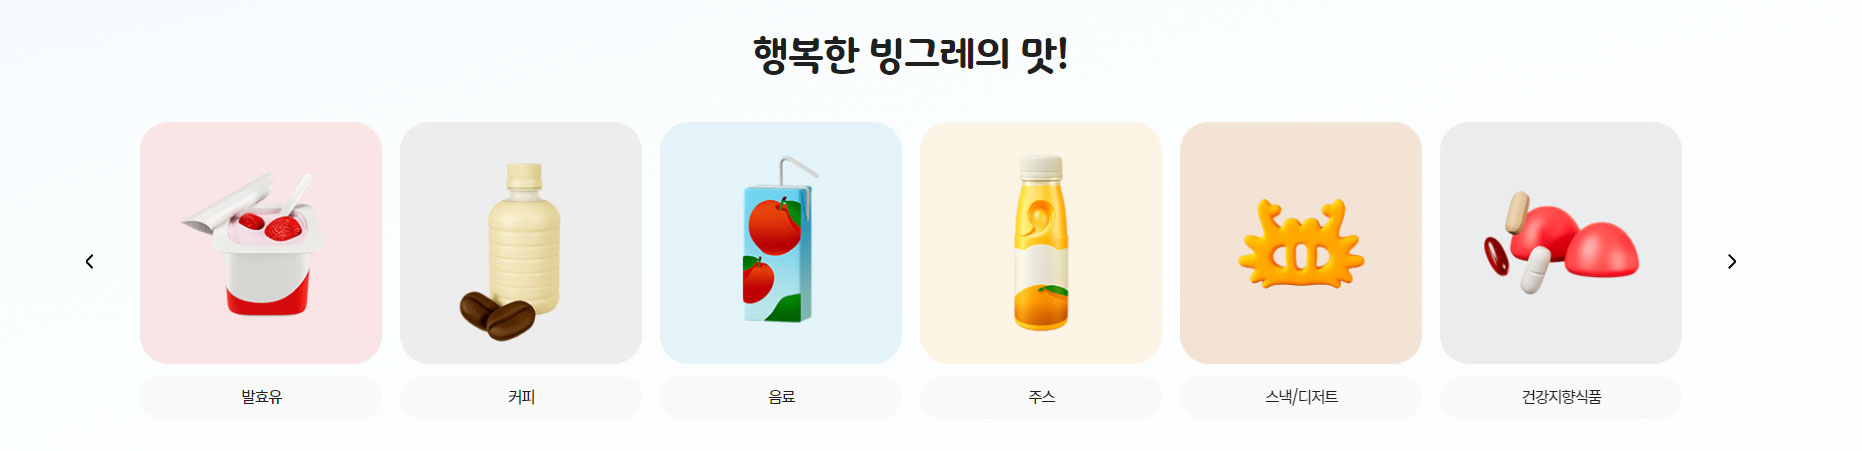 행복한 빙그레의 맛!
발효유
커피
음료
주스
스낵/디저트
건강지향식품